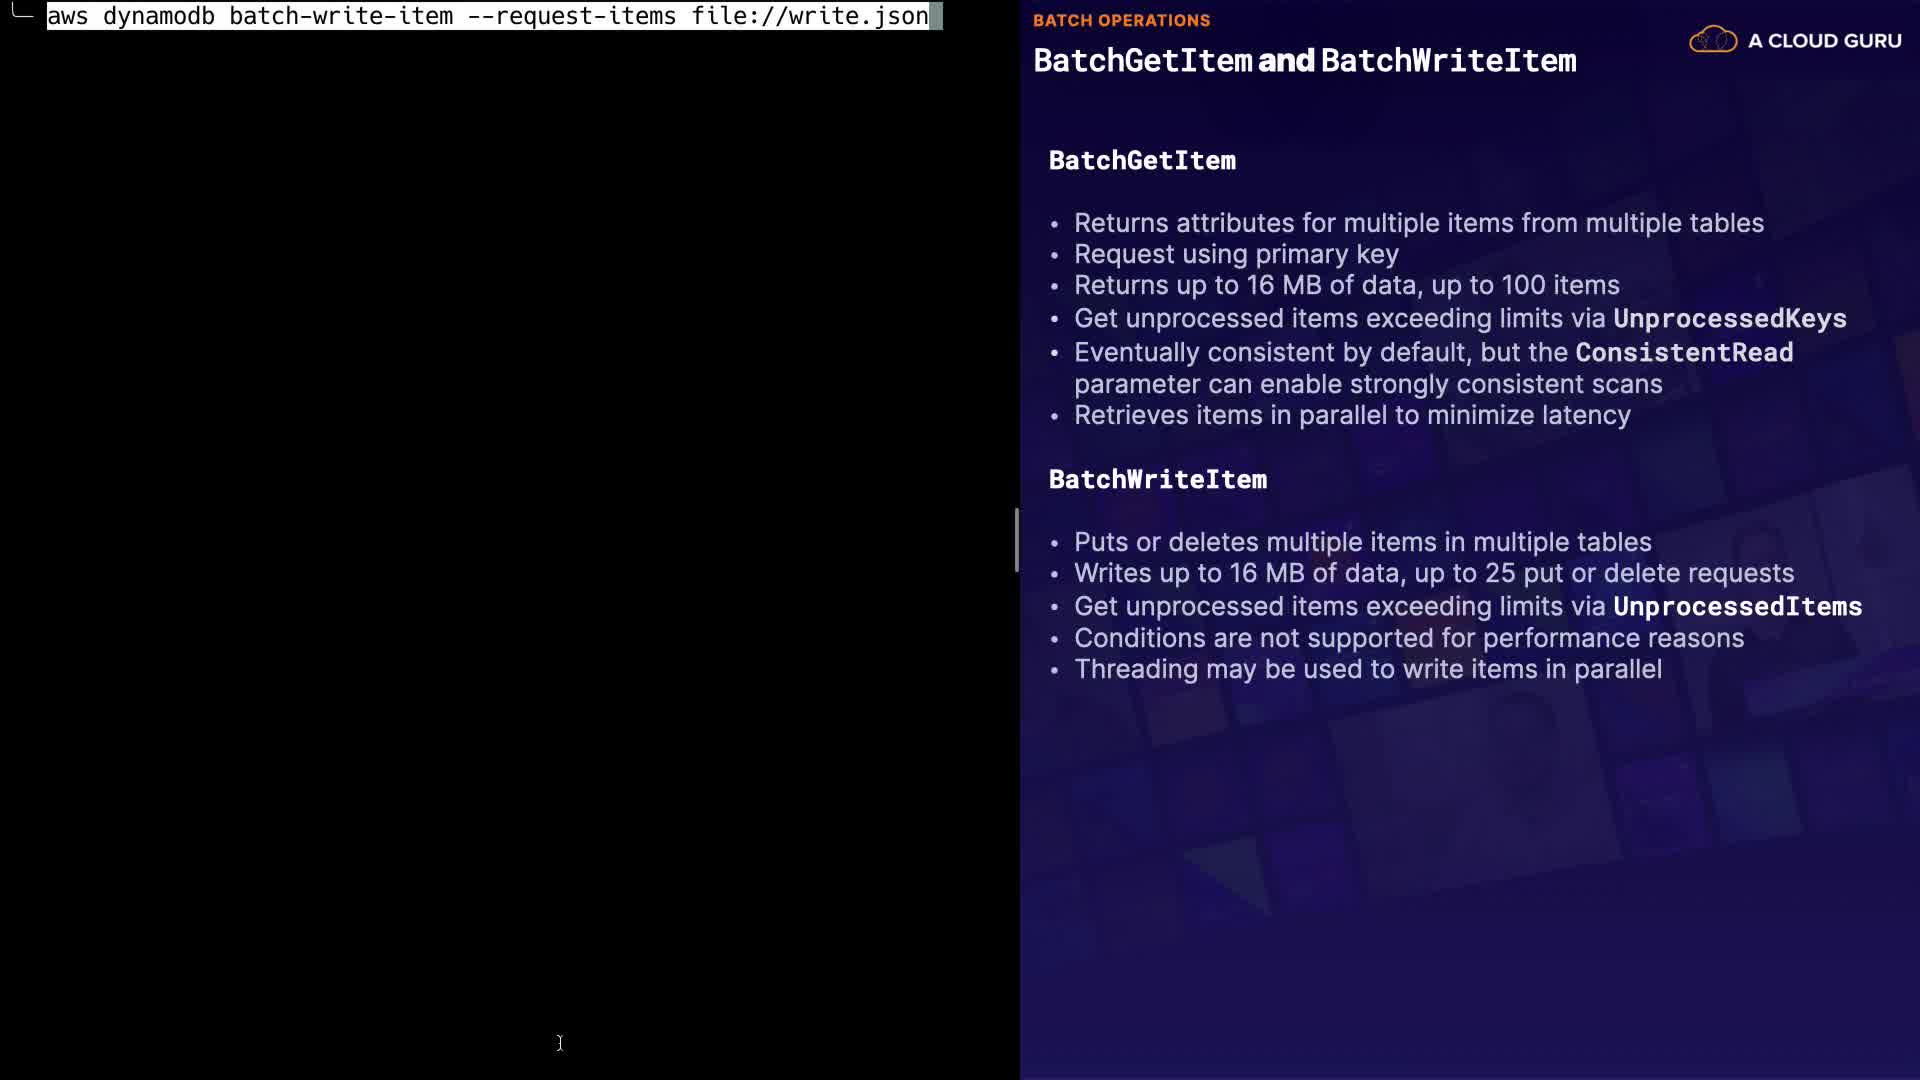 aws dynamodb batch-write-item --request-items file://write.json
BATCH OPERATIONS
BatchGetItem and BatchWriteItem
A CLOUD GURU
BatchGetItem
• Returns attributes for multiple items from multiple tables
• Request using primary key
• Returns up to 16 MB of data, up to 100 items
• Get unprocessed items exceeding limits via UnprocessedKeys
• Eventually consistent by default, but the ConsistentRead
parameter can enable strongly consistent scans
• Retrieves items in parallel to minimize latency
BatchWriteItem
• Puts or deletes multiple items in multiple tables
• Writes up to 16 MB of data, up to 25 put or delete requests
• Get unprocessed items exceeding limits via UnprocessedItems
• Conditions are not supported for performance reasons
• Threading may be used to write items in parallel